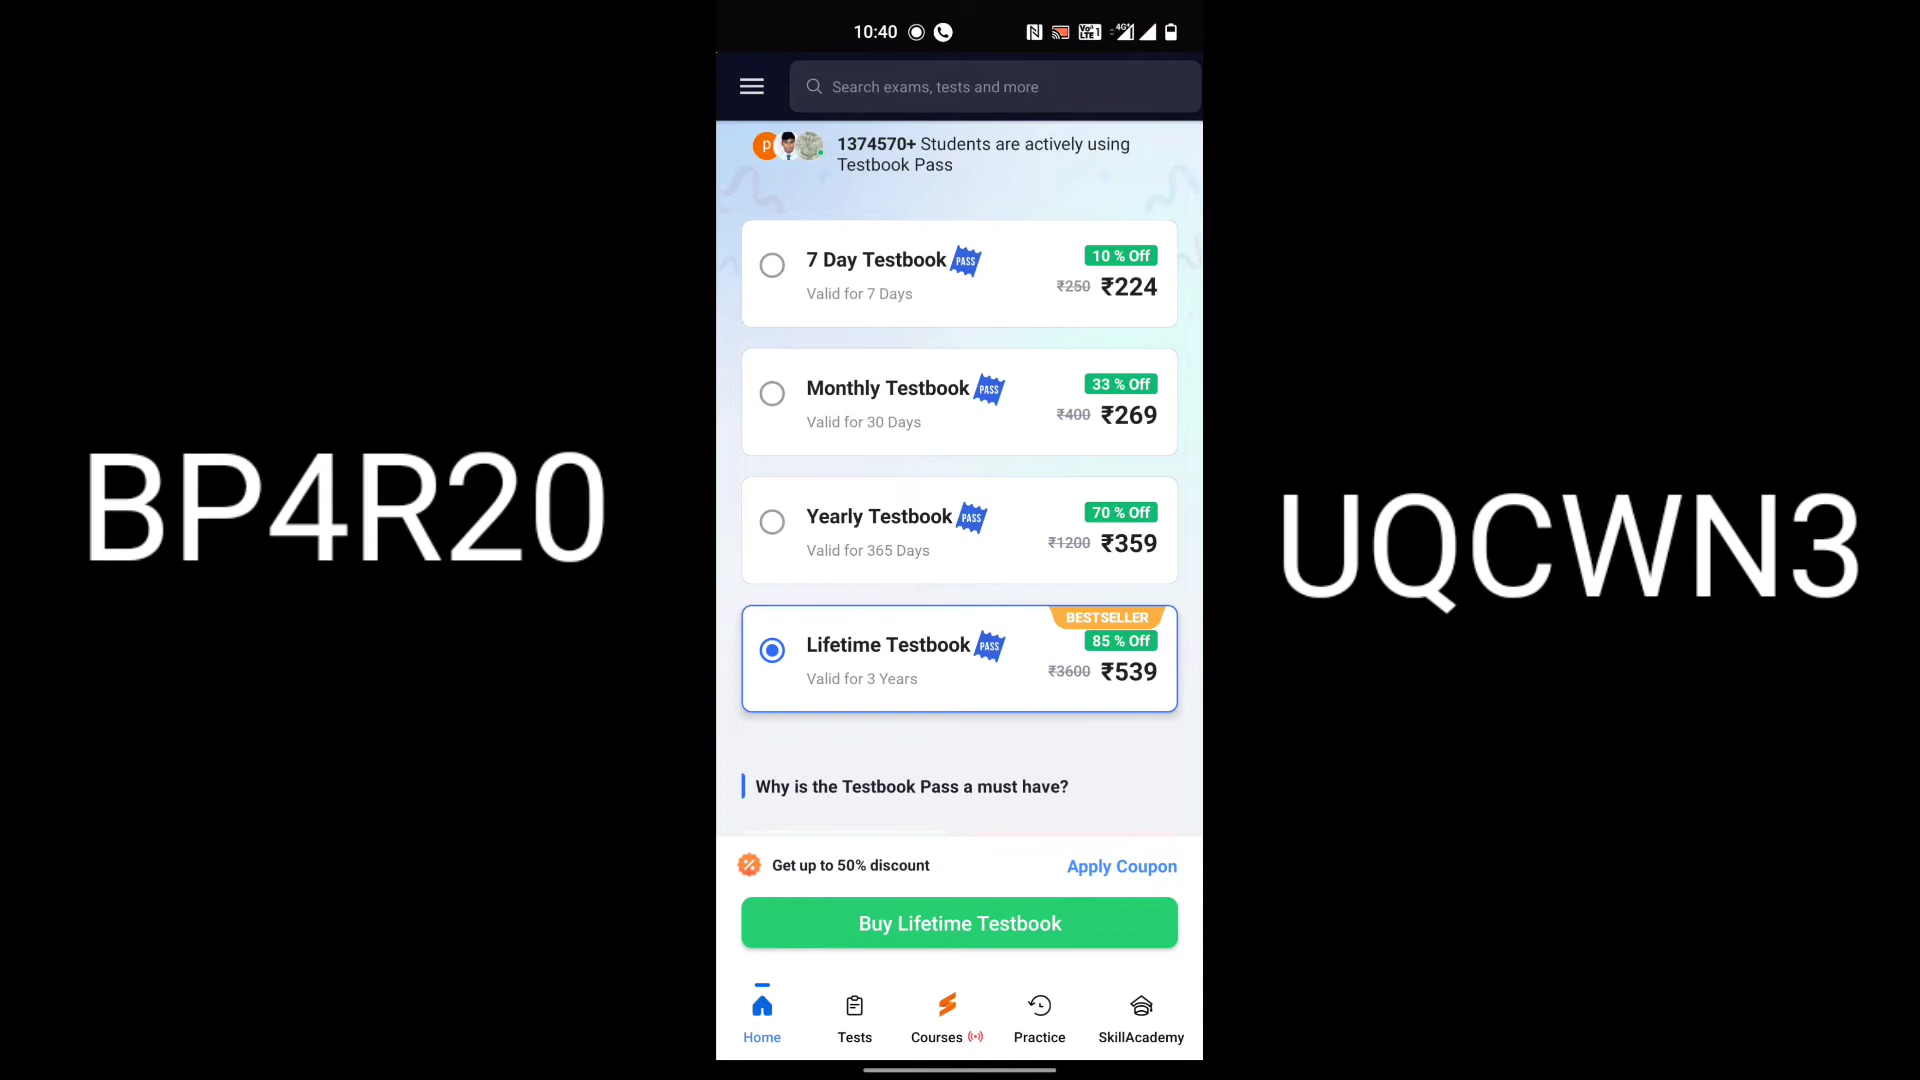 10:40
Vo
LTE 1
4G+
Search exams, tests and more
p
1374570+ Students are actively using
Testbook Pass
7 Day Testbook PASS
10 % Off
Valid for 7 Days
₹250 ₹224
Monthly Testbook PASS
33 % Off
Valid for 30 Days
₹400 ₹269
Yearly Testbook PASS
70 % Off
Valid for 365 Days
₹1200 ₹359
BESTSELLER
Lifetime Testbook PASS
85 % Off
Valid for 3 Years
₹3600 ₹539
Why is the Testbook Pass a must have?
Get up to 50% discount
Apply Coupon
Buy Lifetime Testbook
Home
Tests
Courses
Practice
SkillAcademy
BP4R20
UQCWN3